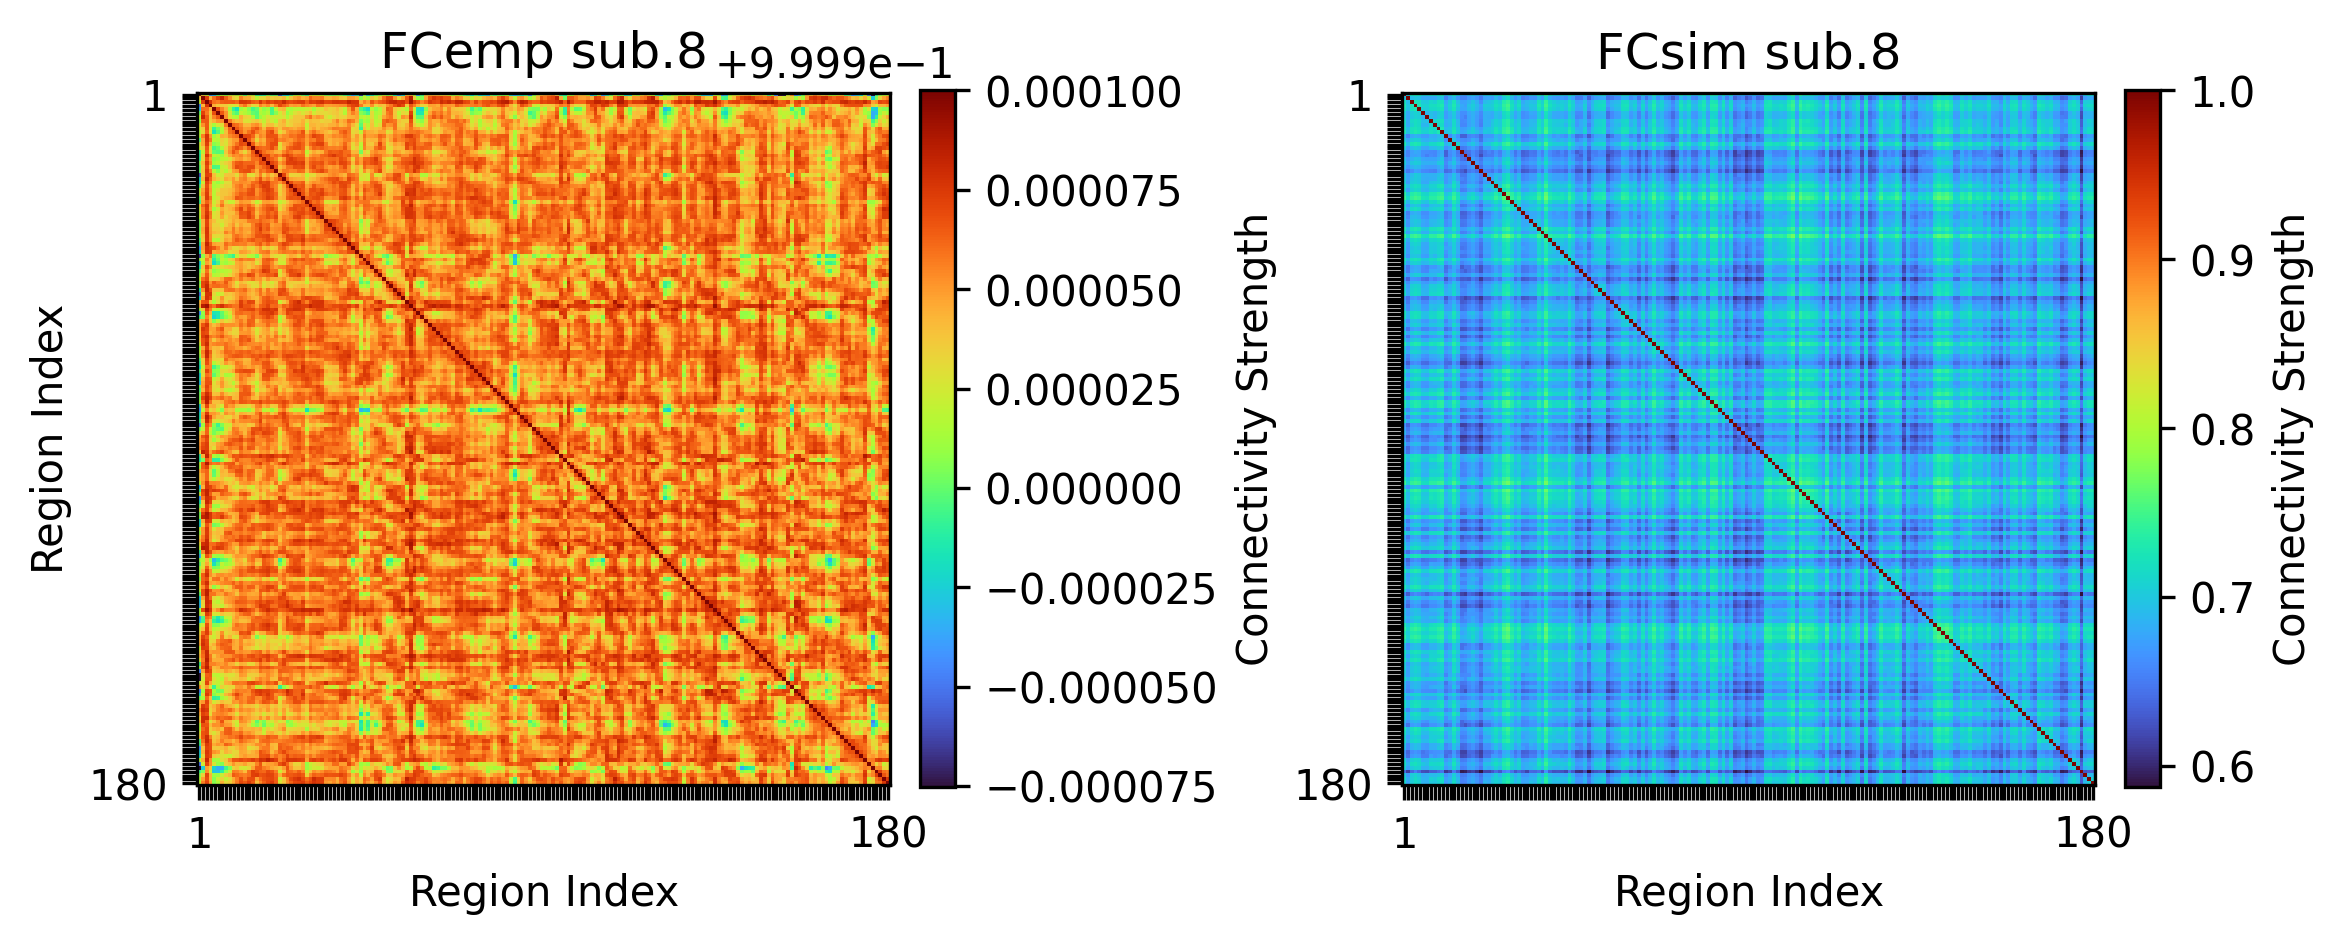 FCemp sub.8
+9.999e−1
1
180
1
180
Region Index
Region Index
0.000100
0.000075
0.000050
0.000025
0.000000
−0.000025
−0.000050
−0.000075
Connectivity Strength
FCsim sub.8
1
180
1
180
Region Index
1.0
0.9
0.8
0.7
0.6
Connectivity Strength